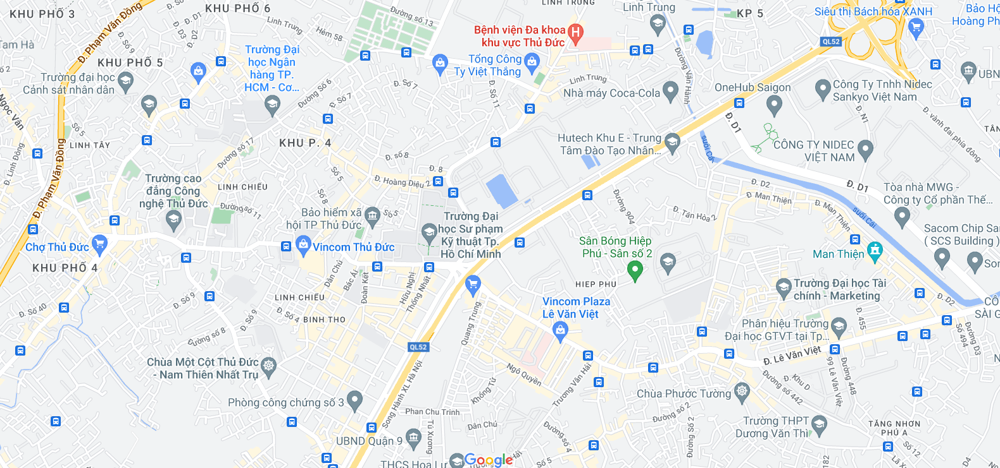 KHU PHỐ 3
KHU PHỐ 6
Đ. Phạm Văn Đồng
Đ. D3
Đ. D2
Đường số 13
Linh Trung
Hẻm 58
LINH TRUNG
Linh Trung
KP 5
Siêu thị Bách hóa XANH
Bảo Hộ
Hoàng Ph
Tam Hà
Số 2
Đ. Số 9
KHU PHỐ 5
Trường đại học
Cảnh sát nhân dân
Trường Đại
học Ngân
hàng TP.
HCM - Cơ...
Bệnh viện Đa khoa
khu vực Thủ Đức
H
Tổng Công
Ty Việt Thắng
QL52
Đường Vân Hành
UBN
Đường Số 6
Đ. Số 7
Đ. Số 7
Đ. Số 11
Linh Trung
Nhà máy Coca-Cola
OneHub Saigon
Công Ty Tnhh Nidec
Sankyo Việt Nam
Ngọc Vân
Số 5
LINH TÂY
Đ. Linh Đông
Đ. Phạm Văn Đồng
Đường số 17
KHU P. 4
Đ. số 8
Đ. 8
Hutech Khu E - Trung
Tâm Đào Tạo Nhân...
Đ. D1
Đ. N1
Đ. vành đai phía đông
TÂN
suối Cái
CÔNG TY NIDEC
VIỆT NAM
Trường cao
đẳng Công
nghệ Thủ Đức
LINH CHIỂU
Đường số 11
Số 5
Số 8
Đ. Hoàng Diệu 2
Bảo hiểm xã
hội TP Thủ Đức
Số 5
Trường Đại
học Sư phạm
Kỹ thuật Tp.
Hồ Chí Minh
Đường 904
Đ. Tân Hòa 2
Đ. D2
Đ. Man Thiện
Đ. Man Thiện
Đ. D1
suối Cái
Tòa nhà MWG -
Công ty Cổ phần Thế...
Sacom Chip San
( SCS Building )
Son
Chợ Thủ Đức
KHU PHỐ 4
Vincom Thủ Đức
Sân Bóng Hiệp
Phú - Sân số 2
Man Thiện
HIEP PHU
Trường Đại học Tài
chính - Marketing
Đ. D2
CÔ
SÀI G
Dân Chủ
Bác Ái
Đoàn Kết
Hữu Nghị
Thống Nhất
LINH CHIỂU
BINH THO
Đ. Số 4
Đ. Số 9
Đ. Số 9
Đ. Số 40
Đường số 8
Quang Trung
Vincom Plaza
Lê Văn Việt
Đ. 455
Phân hiệu Trường
Đại học GTVT tại Tp...
Đ. Lê Văn Việt
Số 494
Đường D3
QL52
Chùa Một Cột Thủ Đức
- Nam Thiên Nhất Trụ
Song Hành XL Hà Nội
Ngô Quyền
Khổng Tử
Trương Văn Hải
99 Lê Văn Việt
Đường 448
Đ. Khu D
Đường số 442
Chùa Phước Tường
Phòng công chứng số 3
Phan Chu Trinh
Tú Xương
Dân Chủ
Đường số 2
Đường Số 2
Trường THPT
Dương Văn Thì
TĂNG NHƠN
PHÚ A
UBND Quận 9
THCS Hoa Lư
Google
Đường Số 5
Đường số 4
182
Đ. D4
Số 12
Lã X